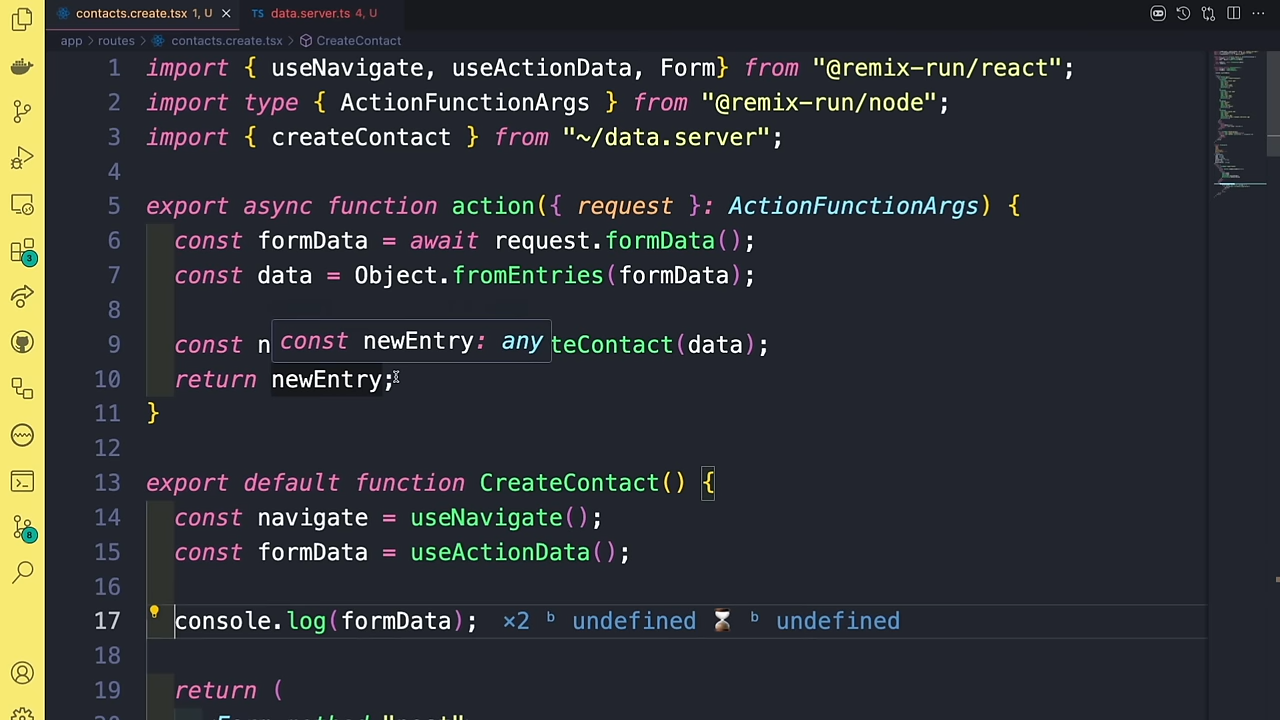 contacts.create.tsx 1, U
TS data.server.ts 4, U
app > routes > contacts.create.tsx > CreateContact
1 import { useNavigate, useActionData, Form} from "@remix-run/react";
2 import type { ActionFunctionArgs } from "@remix-run/node";
3 import { createContact } from "~/data.server";
4
5 export async function action({ request }: ActionFunctionArgs) {
6 const formData = await request.formData();
7 const data = Object.fromEntries(formData);
8
const newEntry: any
9 const n teContact(data);
10 return newEntry;
11 }
12
13 export default function CreateContact() {
14 const navigate = useNavigate();
15 const formData = useActionData();
16
17 console.log(formData); ×2 ᵇ undefined ⏳ ᵇ undefined
18
19 return (
3
8